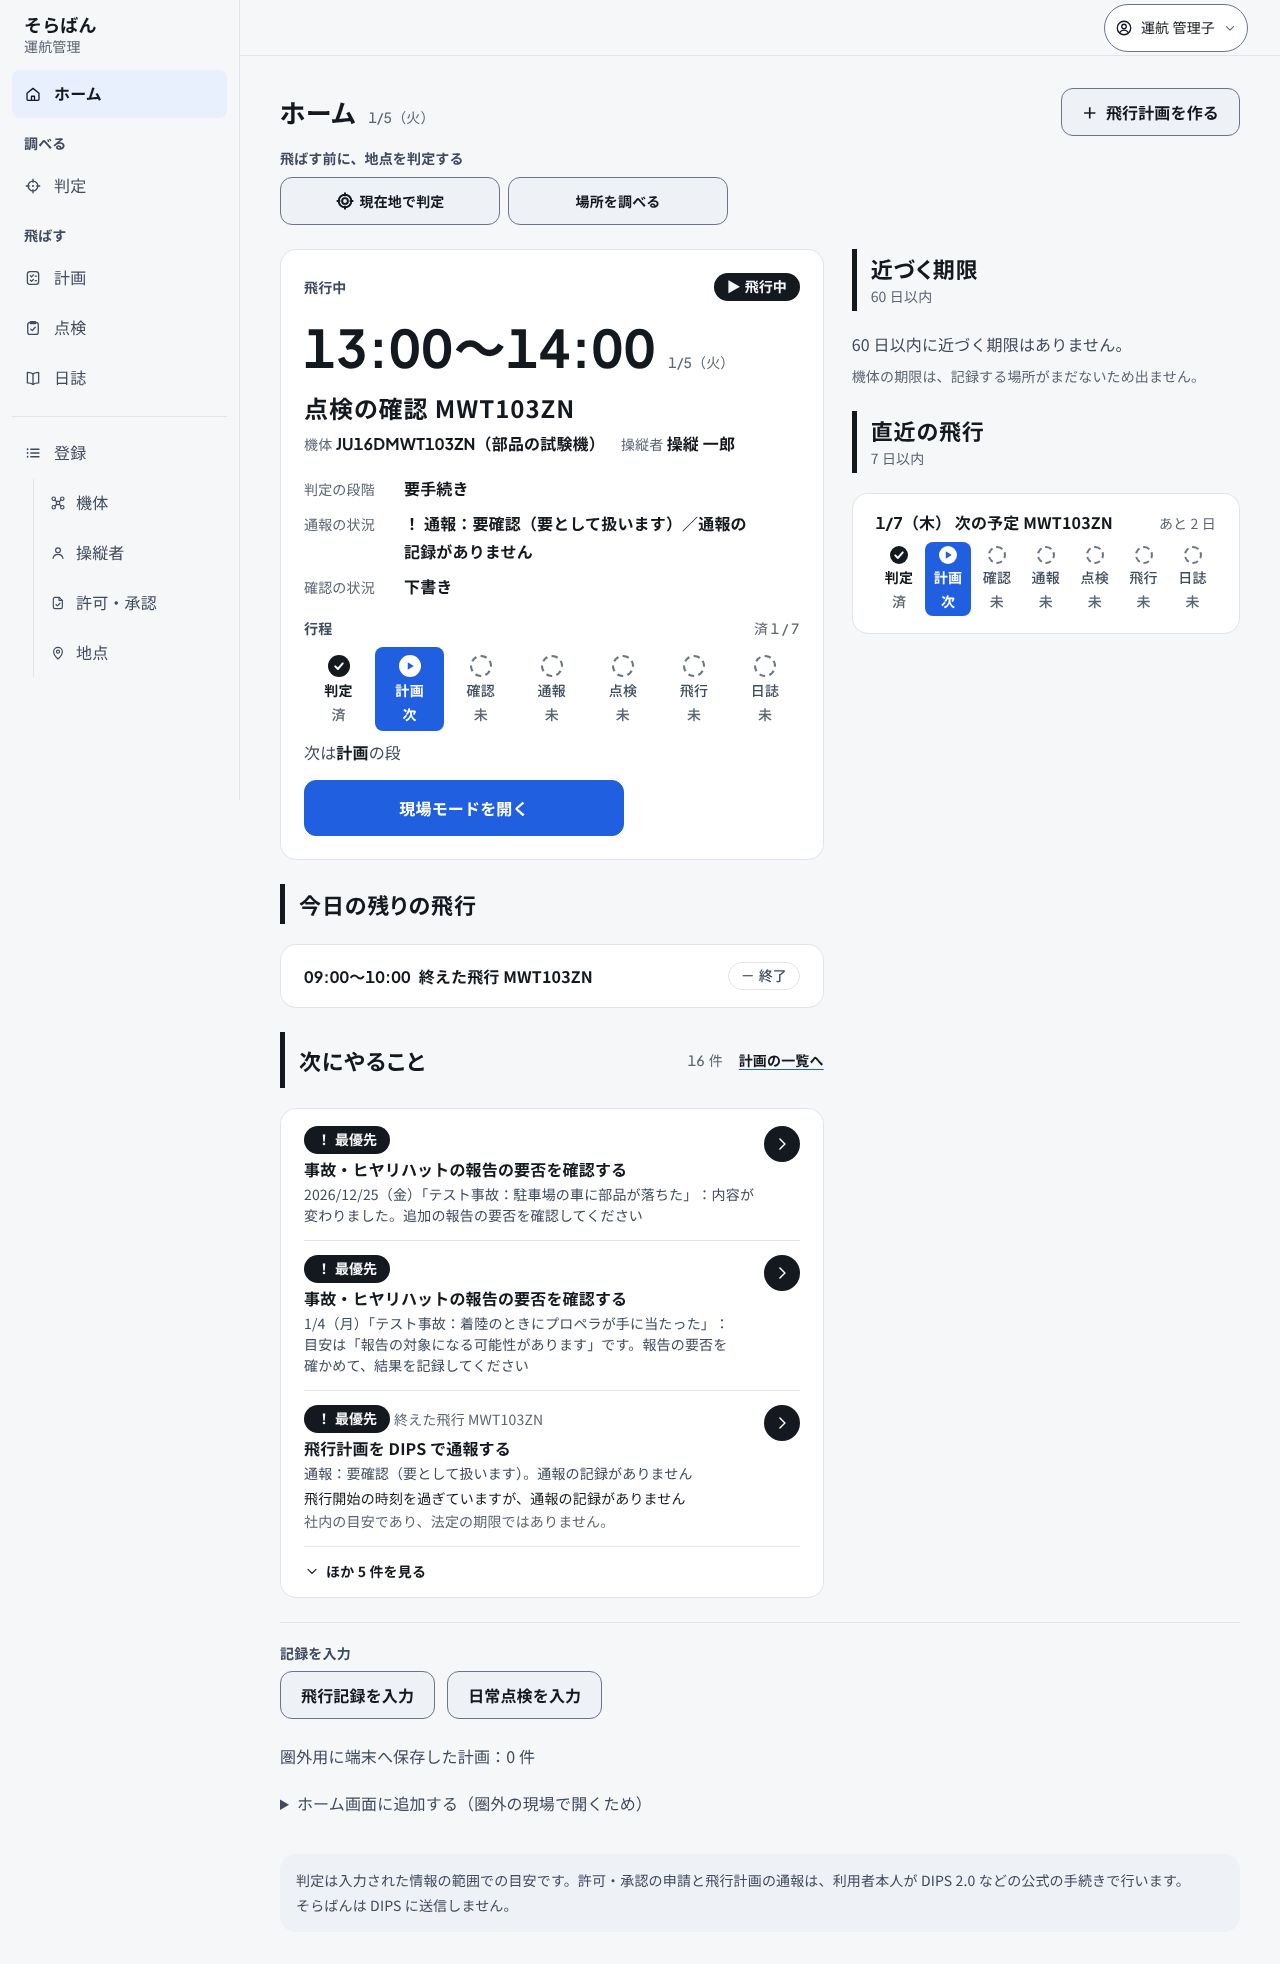 そらばん
運航管理
ホーム
調べる
判定
飛ばす
計画
点検
日誌
登録
機体
操縦者
許可・承認
地点
運航 管理子
ホーム 1/5（火）
＋ 飛行計画を作る
飛ばす前に、地点を判定する
現在地で判定
場所を調べる
飛行中
▶ 飛行中
13:00〜14:00 1/5（火）
点検の確認 MWT103ZN
機体 JU16DMWT103ZN（部品の試験機） 操縦者 操縦 一郎
判定の段階 要手続き
通報の状況 ！ 通報：要確認（要として扱います）／通報の
記録がありません
確認の状況 下書き
行程 済 1 / 7
判定 計画 確認 通報 点検 飛行 日誌
済 次 未 未 未 未 未
次は計画の段
現場モードを開く
今日の残りの飛行
09:00〜10:00 終えた飛行 MWT103ZN
− 終了
次にやること
16 件 計画の一覧へ
！ 最優先
事故・ヒヤリハットの報告の要否を確認する
2026/12/25（金）「テスト事故：駐車場の車に部品が落ちた」：内容が
変わりました。追加の報告の要否を確認してください
！ 最優先
事故・ヒヤリハットの報告の要否を確認する
1/4（月）「テスト事故：着陸のときにプロペラが手に当たった」：
目安は「報告の対象になる可能性があります」です。報告の要否を
確かめて、結果を記録してください
！ 最優先 終えた飛行 MWT103ZN
飛行計画を DIPS で通報する
通報：要確認（要として扱います）。通報の記録がありません
飛行開始の時刻を過ぎていますが、通報の記録がありません
社内の目安であり、法定の期限ではありません。
ほか 5 件を見る
近づく期限
60 日以内
60 日以内に近づく期限はありません。
機体の期限は、記録する場所がまだないため出ません。
直近の飛行
7 日以内
1/7（木） 次の予定 MWT103ZN あと 2 日
判定 計画 確認 通報 点検 飛行 日誌
済 次 未 未 未 未 未
記録を入力
飛行記録を入力
日常点検を入力
圏外用に端末へ保存した計画：0 件
▶ ホーム画面に追加する（圏外の現場で開くため）
判定は入力された情報の範囲での目安です。許可・承認の申請と飛行計画の通報は、利用者本人が DIPS 2.0 などの公式の手続きで行います。
そらばんは DIPS に送信しません。